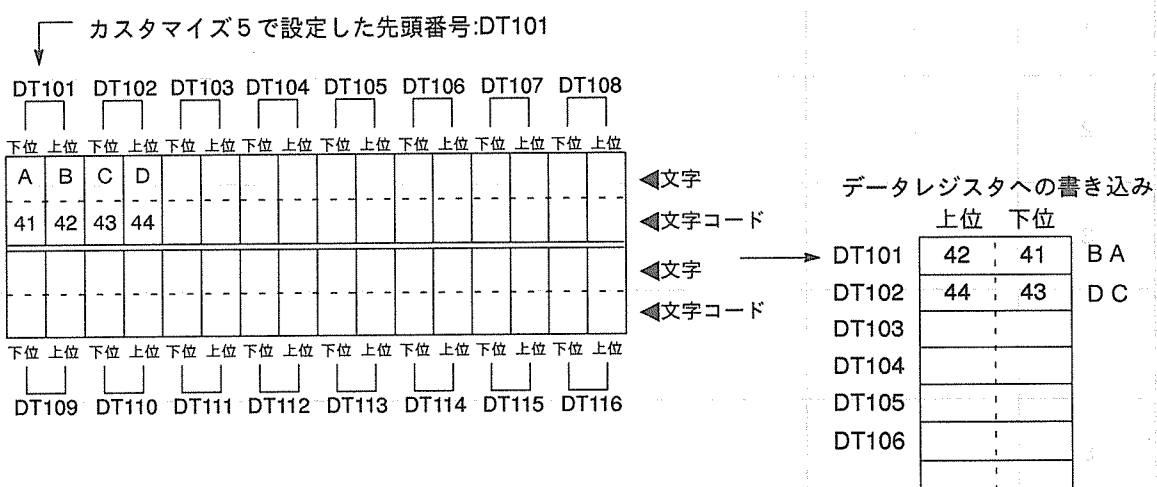 カスタマイズ5で設定した先頭番号:DT101
DT101 DT102 DT103 DT104 DT105 DT106 DT107 DT108
下位 上位 下位 上位 下位 上位 下位 上位 下位 上位 下位 上位 下位 上位 下位 上位
A B C D
◀文字
41 42 43 44
◀文字コード
◀文字
◀文字コード
下位 上位 下位 上位 下位 上位 下位 上位 下位 上位 下位 上位 下位 上位 下位 上位
DT109 DT110 DT111 DT112 DT113 DT114 DT115 DT116
データレジスタへの書き込み
上位 下位
DT101 42 41 B A
DT102 44 43 D C
DT103
DT104
DT105
DT106